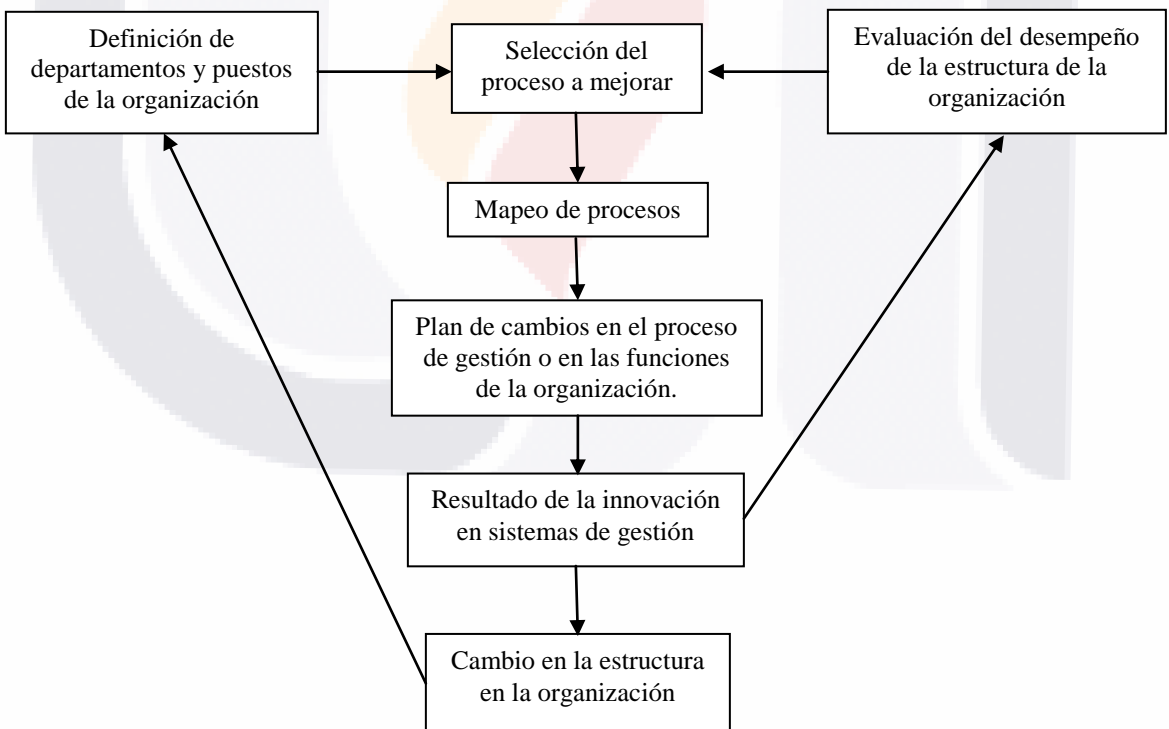 Definición de
departamentos y puestos
de la organización
Selección del
proceso a mejorar
Evaluación del desempeño
de la estructura de la
organización
Mapeo de procesos
Plan de cambios en el proceso
de gestión o en las funciones
de la organización.
Resultado de la innovación
en sistemas de gestión
Cambio en la estructura
en la organización